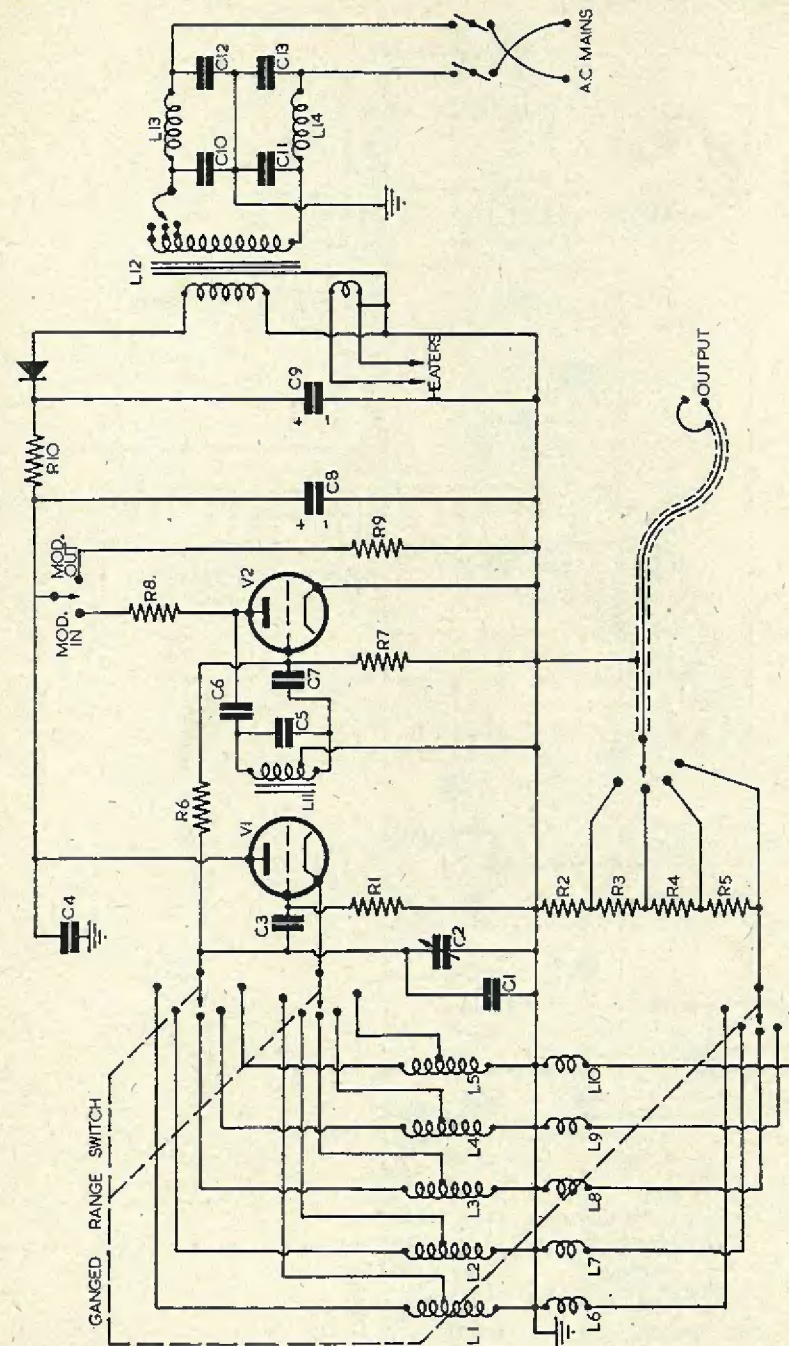 GANGED RANGE SWITCH
C4
R6
V1
C3
R1
C2
C1
L1
L2
L3
L4
L5
L6
L7
L8
L9
L10
R2
R3
R4
R5
L11
C5
C6
C7
V2
R7
R8.
R9
MOD. IN
MOD. OUT
R10
+
C8
-
+
C9
-
HEATERS
OUTPUT
L12
L13
L14
C10
C11
C12
C13
A.C MAINS